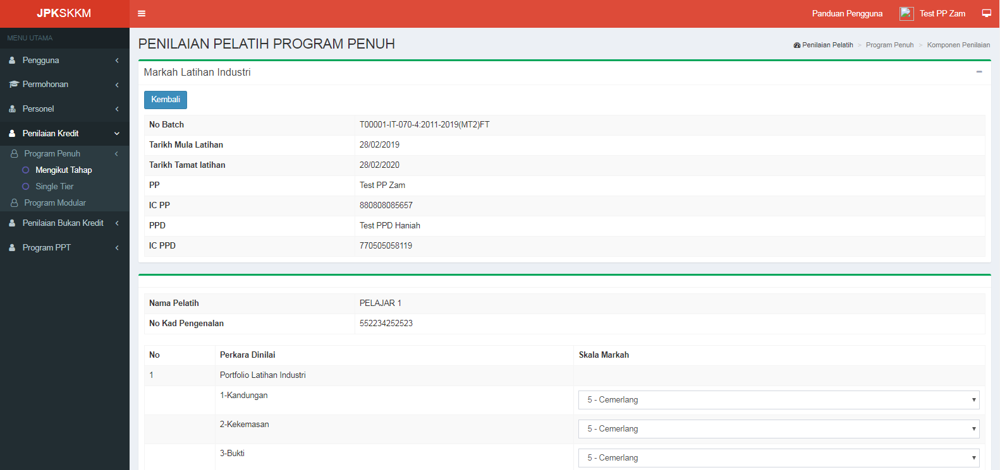 JPKSKKM
Panduan Pengguna
Test PP Zam
MENU UTAMA
Pengguna
Permohonan
Personel
Penilaian Kredit
Program Penuh
Mengikut Tahap
Single Tier
Program Modular
Penilaian Bukan Kredit
Program PPT
PENILAIAN PELATIH PROGRAM PENUH
Penilaian Pelatih > Program Penuh > Komponen Penilaian
Markah Latihan Industri
Kembali
No Batch T00001-IT-070-4:2011-2019(MT2)FT
Tarikh Mula Latihan 28/02/2019
Tarikh Tamat latihan 28/02/2020
PP Test PP Zam
IC PP 880808085657
PPD Test PPD Haniah
IC PPD 770505058119
Nama Pelatih PELAJAR 1
No Kad Pengenalan 552234252523
No Perkara Dinilai Skala Markah
1 Portfolio Latihan Industri
1-Kandungan 5 - Cemerlang
2-Kekemasan 5 - Cemerlang
3-Bukti 5 - Cemerlang